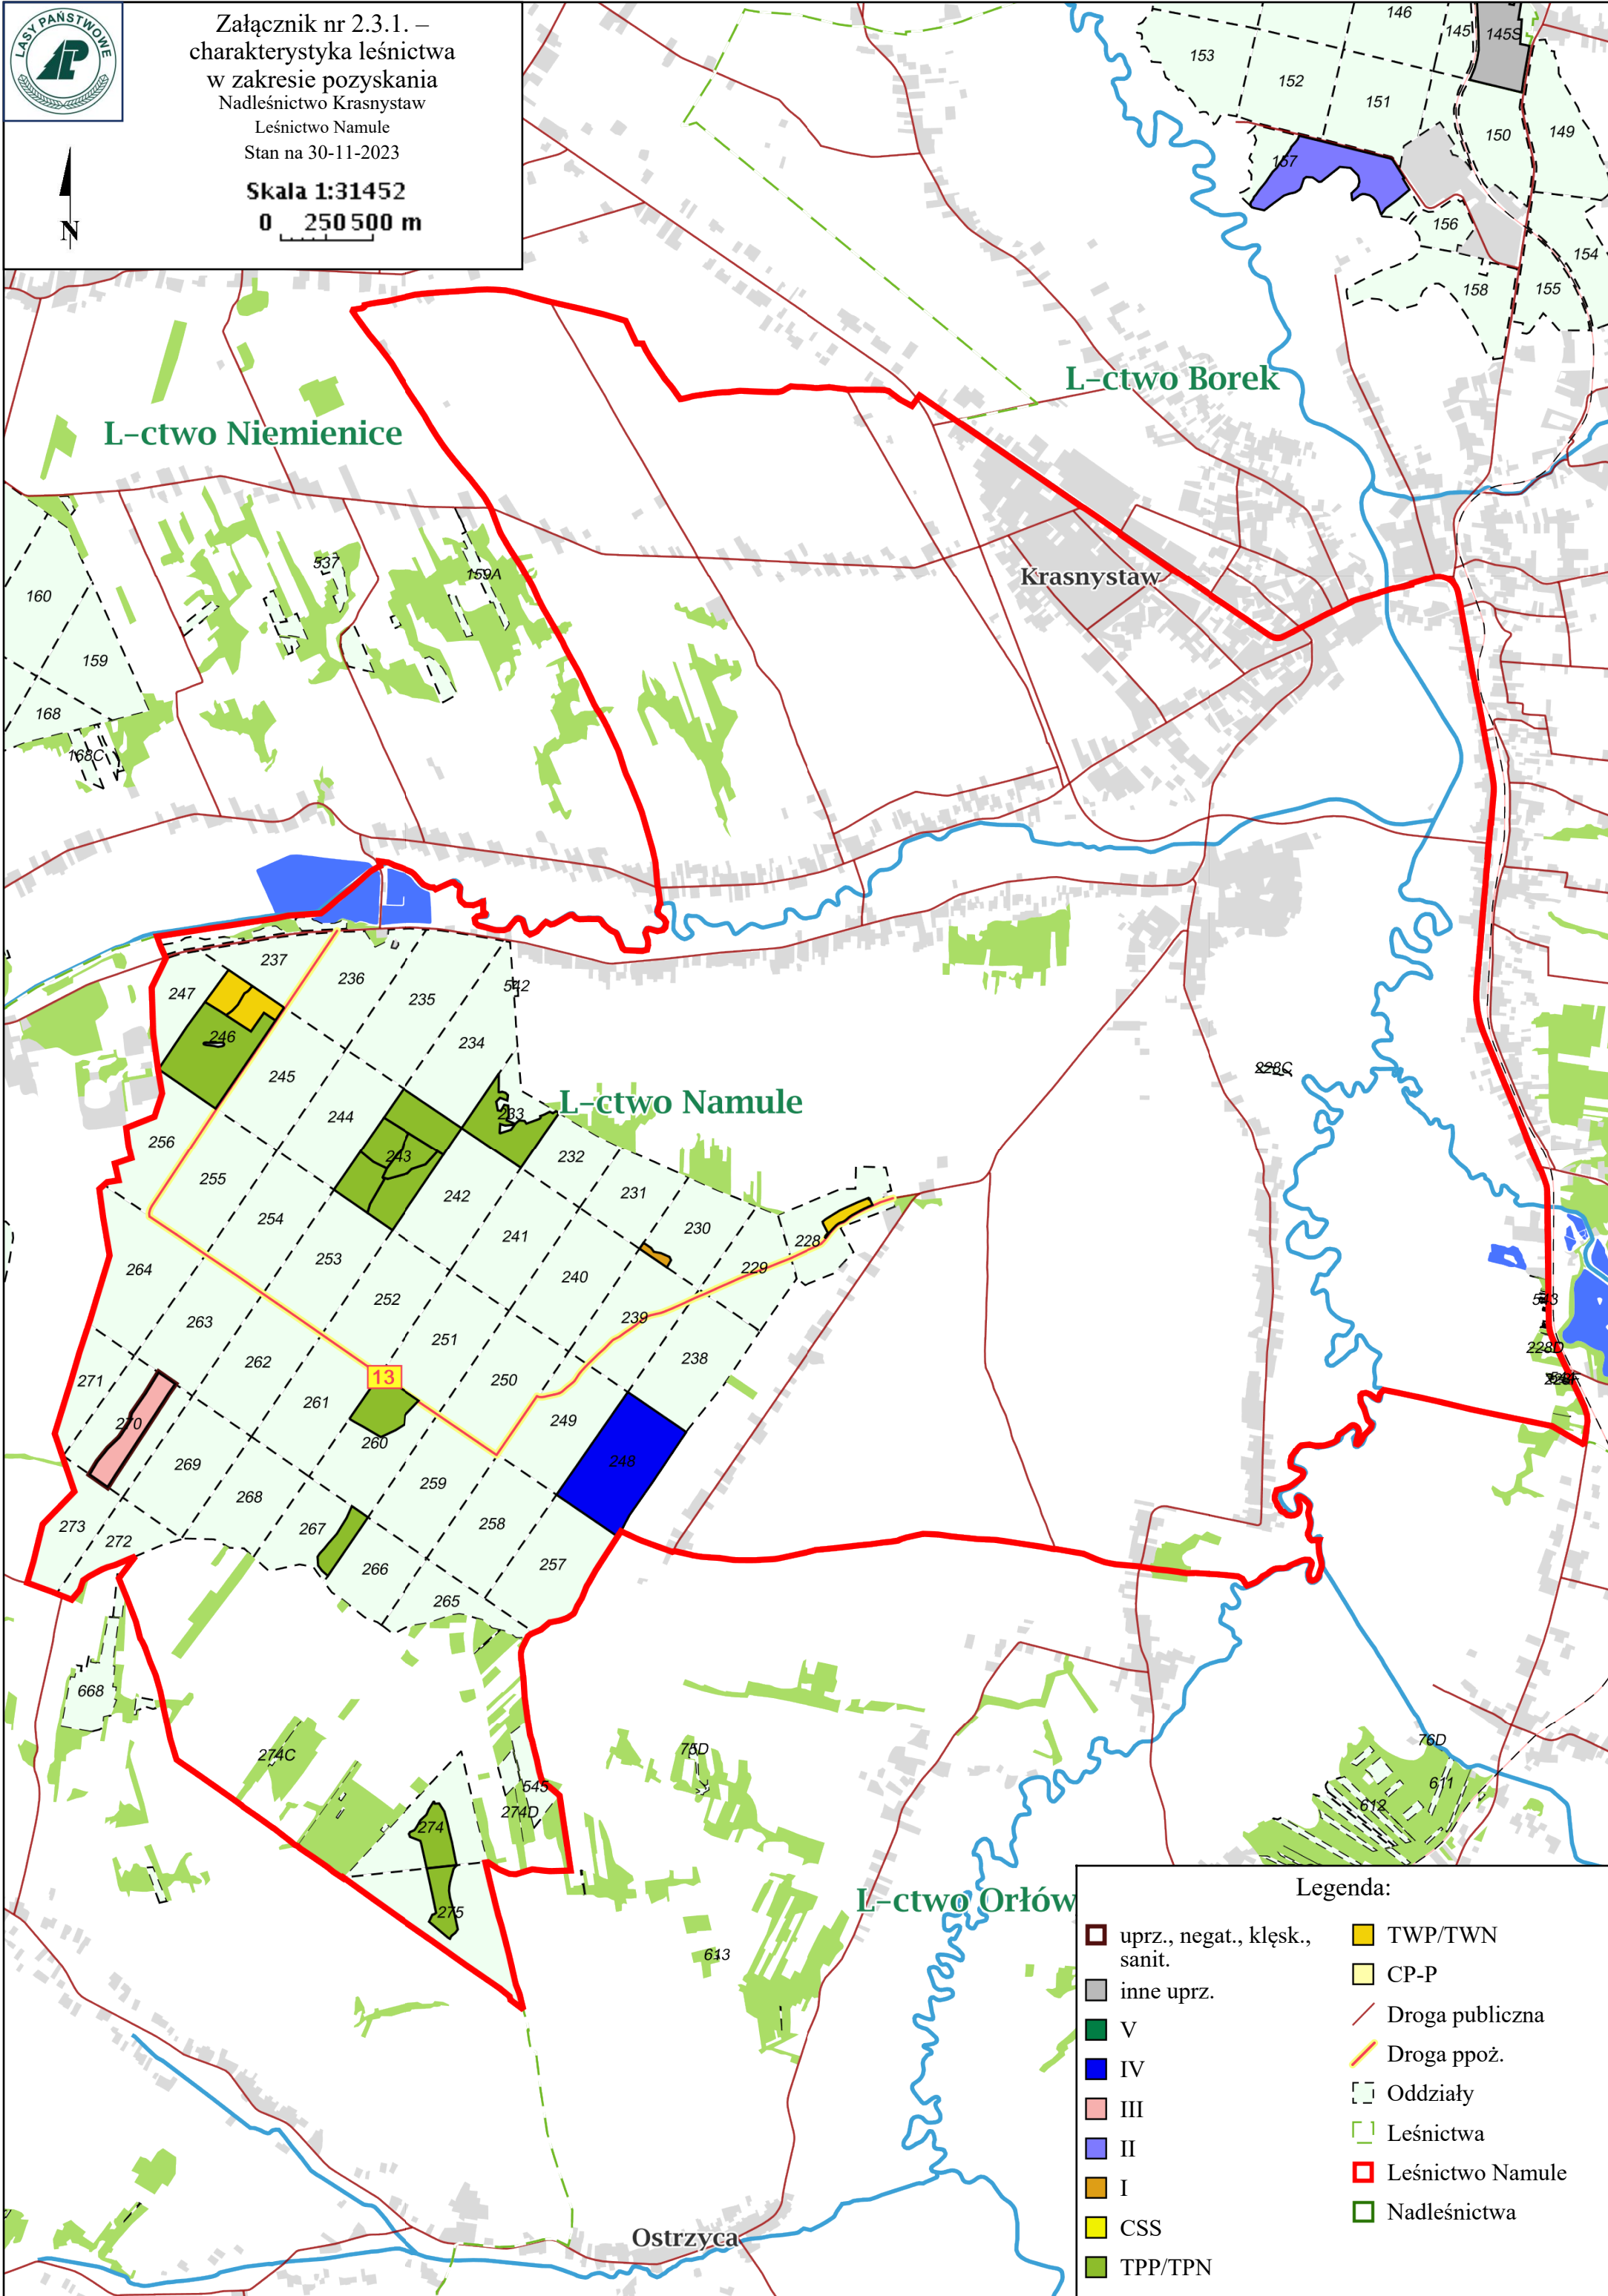 LASY PAŃSTWOWE
Załącznik nr 2.3.1. –
charakterystyka leśnictwa
w zakresie pozyskania
Nadleśnictwo Krasnystaw
Leśnictwo Namule
Stan na 30-11-2023
Skala 1:31452
0 250 500 m
N
146
145
145S
153
152
151
150
149
157
156
154
158
155
L-ctwo Borek
L-ctwo Niemienice
537
159A
160
Krasnystaw
159
168
168C
237
236
235
542
247
234
246
245
228C
L-ctwo Namule
233
244
256
243
232
255
242
231
254
241
230
228
253
229
264
240
252
543
263
239
251
228D
262
238
13
271
250
261
249
270
260
248
269
259
268
258
267
273
272
257
266
265
668
76D
75D
274C
611
545
612
274D
274
L-ctwo Orłów
275
613
Ostrzyca
Legenda:
uprz., negat., klęsk.,
sanit.
inne uprz.
V
IV
III
II
I
CSS
TPP/TPN
TWP/TWN
CP-P
Droga publiczna
Droga ppoż.
Oddziały
Leśnictwa
Leśnictwo Namule
Nadleśnictwa